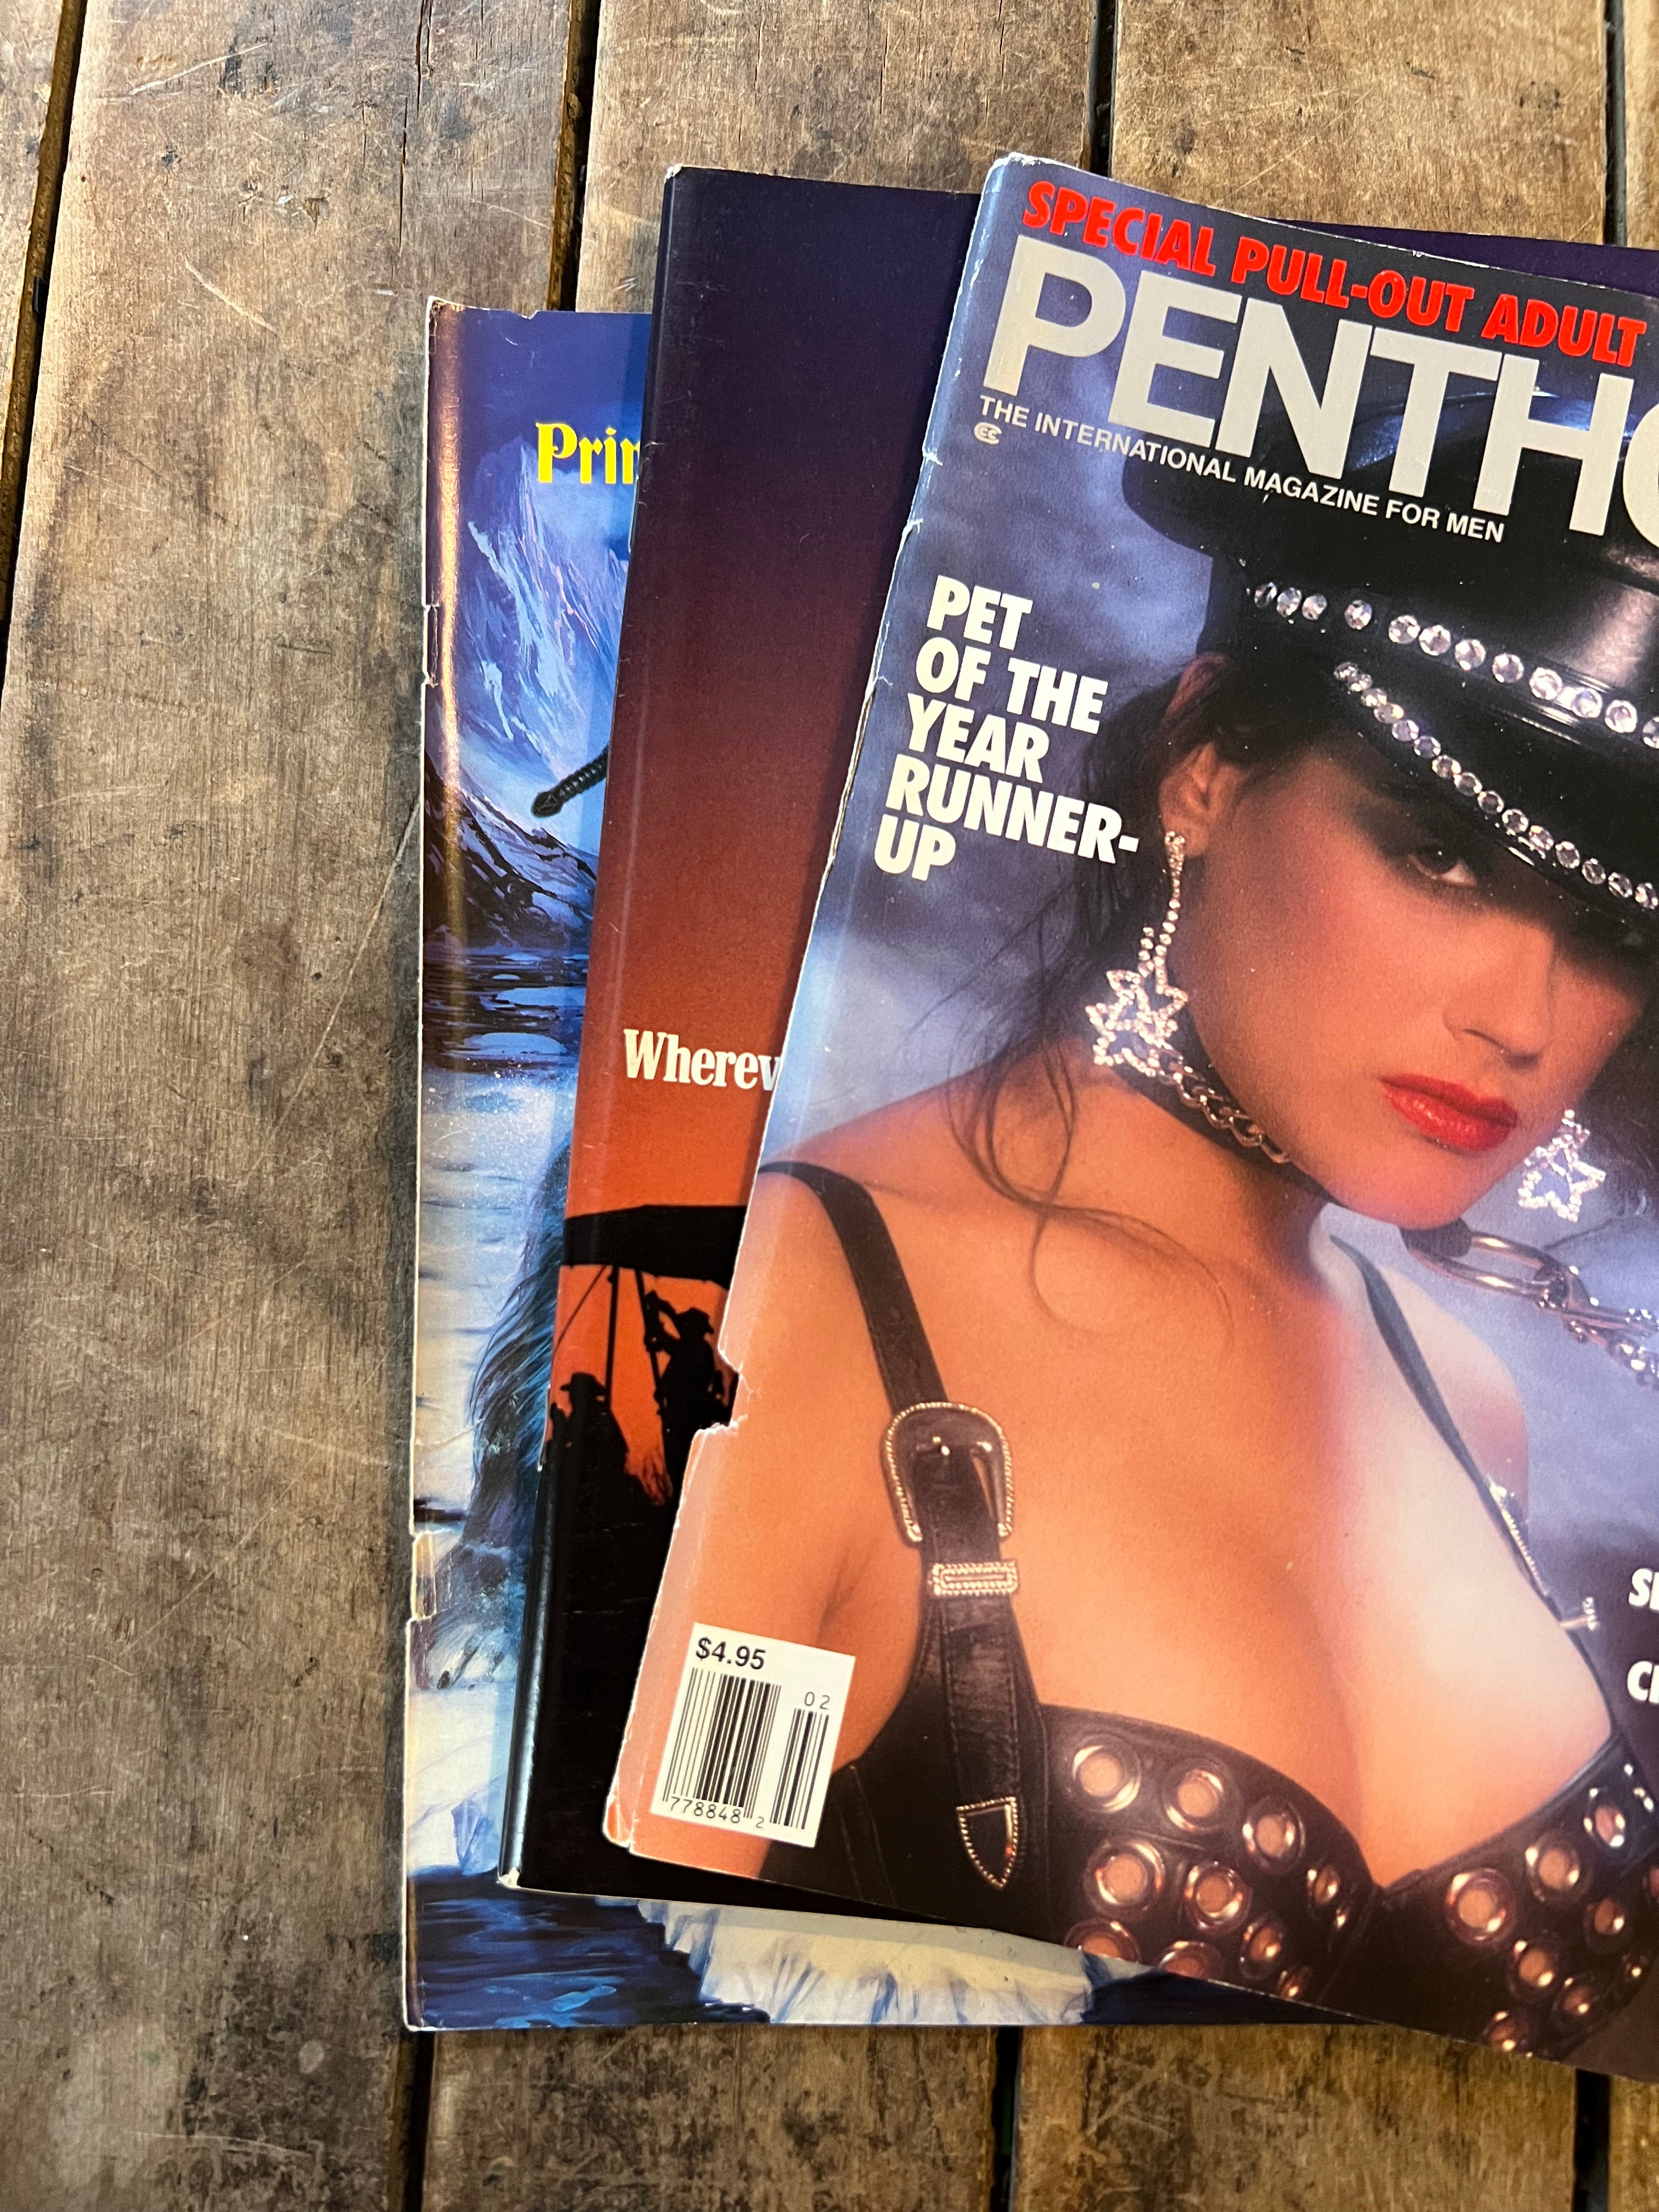 SPECIAL PULL-OUT ADULT
PENTH
THE INTERNATIONAL MAGAZINE FOR MEN
PET
OF THE
YEAR
RUNNER-
UP
Prin
Wherev
$4.95
02
778848 2